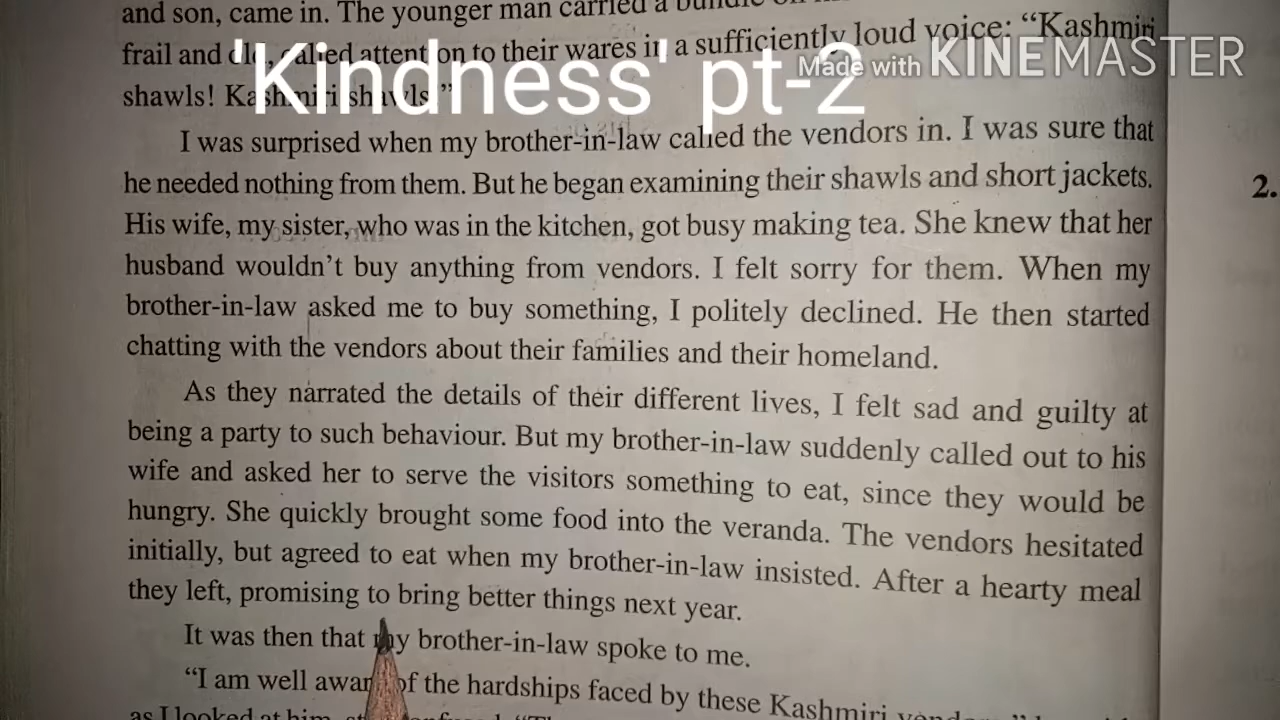 and son, came in. The younger man carried a bundle on
frail and old, called attention to their wares in a sufficiently loud voice: “Kashmiri
shawls! Kashmiri shawls!”
'Kindness' pt-2
Made with KINEMASTER
I was surprised when my brother-in-law called the vendors in. I was sure that
he needed nothing from them. But he began examining their shawls and short jackets.
2.
His wife, my sister, who was in the kitchen, got busy making tea. She knew that her
husband wouldn’t buy anything from vendors. I felt sorry for them. When my
brother-in-law asked me to buy something, I politely declined. He then started
chatting with the vendors about their families and their homeland.
As they narrated the details of their different lives, I felt sad and guilty at
being a party to such behaviour. But my brother-in-law suddenly called out to his
wife and asked her to serve the visitors something to eat, since they would be
hungry. She quickly brought some food into the veranda. The vendors hesitated
initially, but agreed to eat when my brother-in-law insisted. After a hearty meal
they left, promising to bring better things next year.
It was then that my brother-in-law spoke to me.
“I am well aware of the hardships faced by these Kashmiri vendors,”
as I looked at him